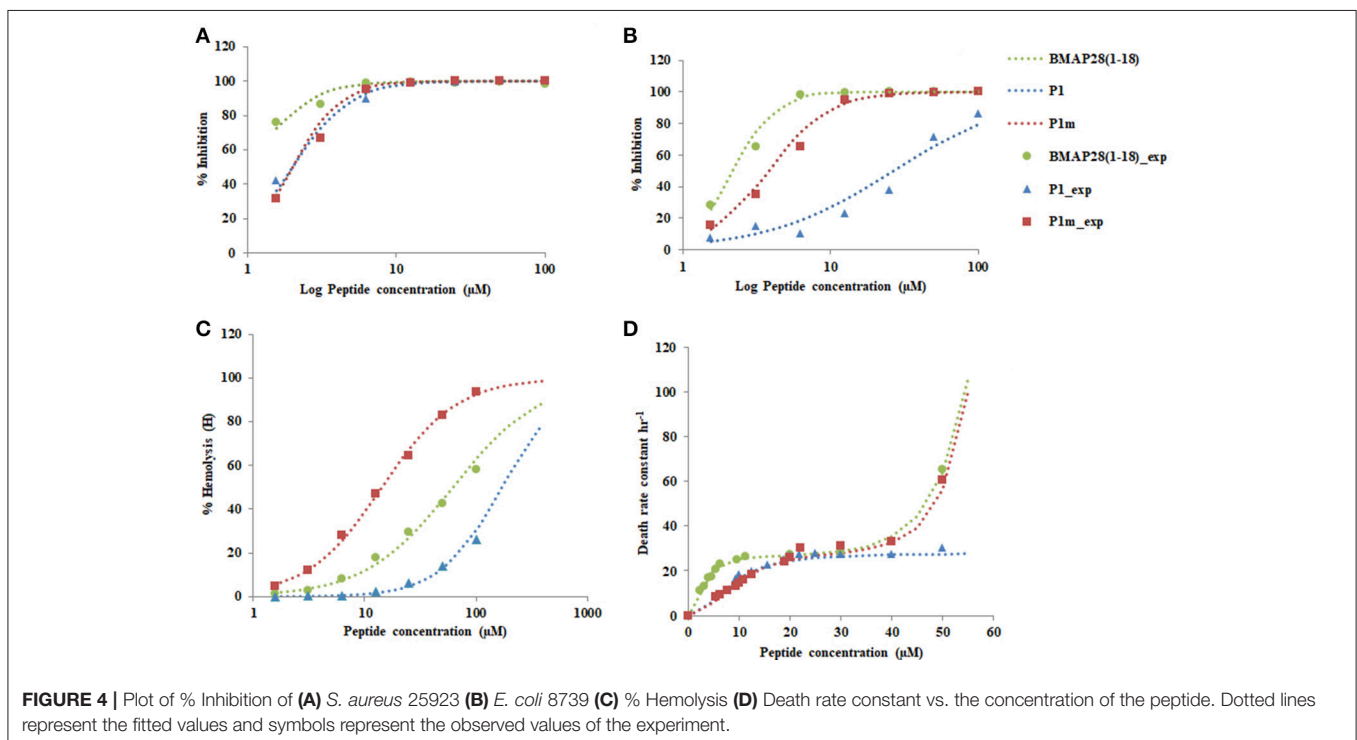 A
120
100
80
60
40
20
0
% Inhibition
1
10
100
Log Peptide concentration (µM)
B
120
100
80
60
40
20
0
% Inhibition
1
10
100
Log Peptide concentration (µM)
BMAP28(1-18)
P1
P1m
BMAP28(1-18)_exp
P1_exp
P1m_exp
C
120
100
80
60
40
20
0
% Hemolysis (H)
1
10
100
1000
Peptide concentration (µM)
D
120
100
80
60
40
20
0
Death rate constant hr⁻¹
0
10
20
30
40
50
60
Peptide concentration (µM)
FIGURE 4 | Plot of % Inhibition of (A) S. aureus 25923 (B) E. coli 8739 (C) % Hemolysis (D) Death rate constant vs. the concentration of the peptide. Dotted lines
represent the fitted values and symbols represent the observed values of the experiment.